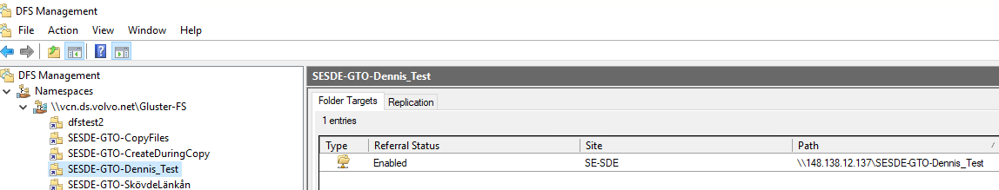 DFS Management
File Action View Window Help
DFS Management
Namespaces
\\vcn.ds.volvo.net\Gluster-FS
dfstest2
SESDE-GTO-CopyFiles
SESDE-GTO-CreateDuringCopy
SESDE-GTO-Dennis_Test
SESDE-GTO-SkövdeLänkån
SESDE-GTO-Dennis_Test
Folder Targets Replication
1 entries
Type Referral Status Site Path
Enabled SE-SDE \\148.138.12.137\SESDE-GTO-Dennis_Test